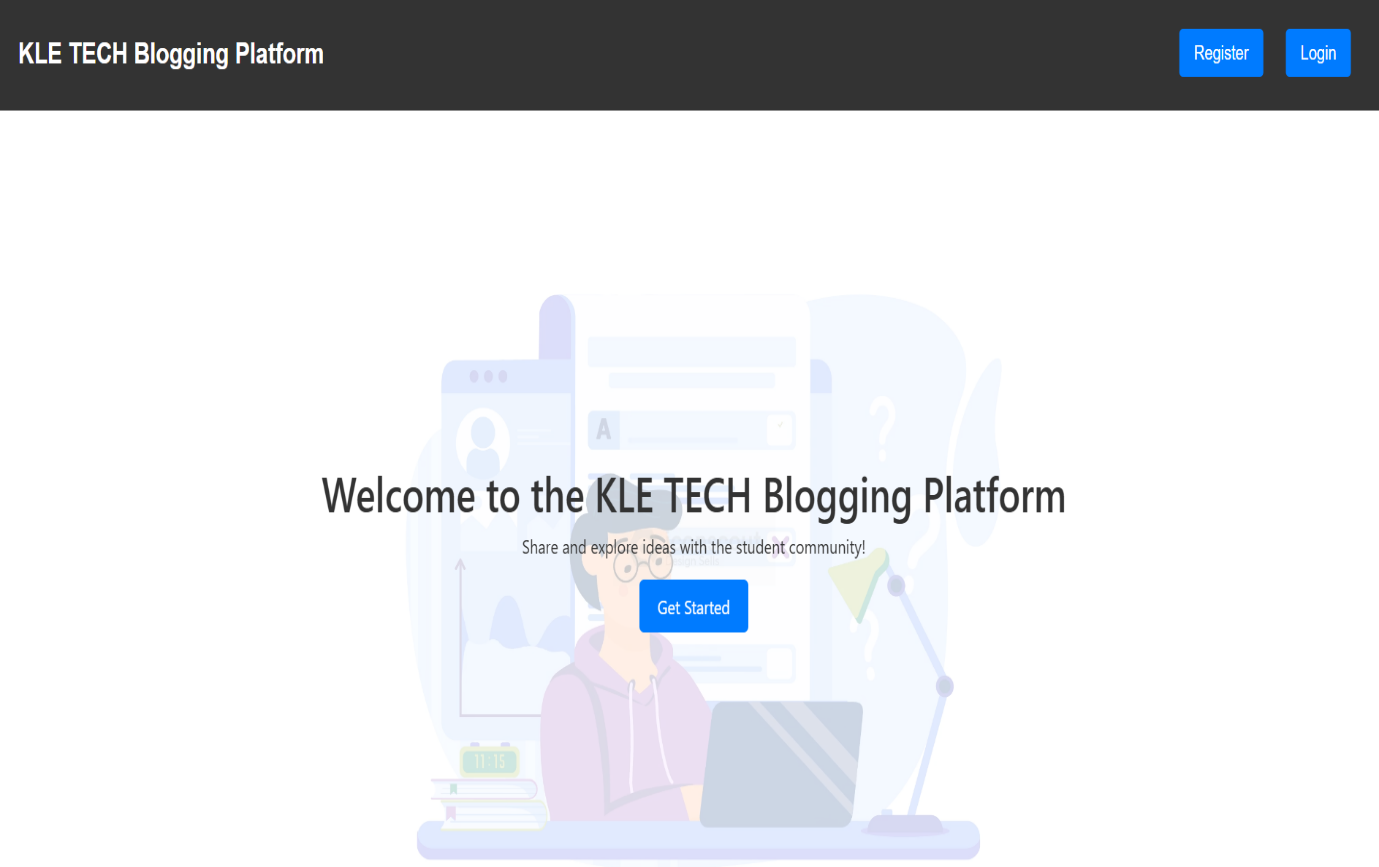 KLE TECH Blogging Platform
Register
Login
A
Welcome to the KLE TECH Blogging Platform
Share and explore ideas with the student community!
Get Started
11:15